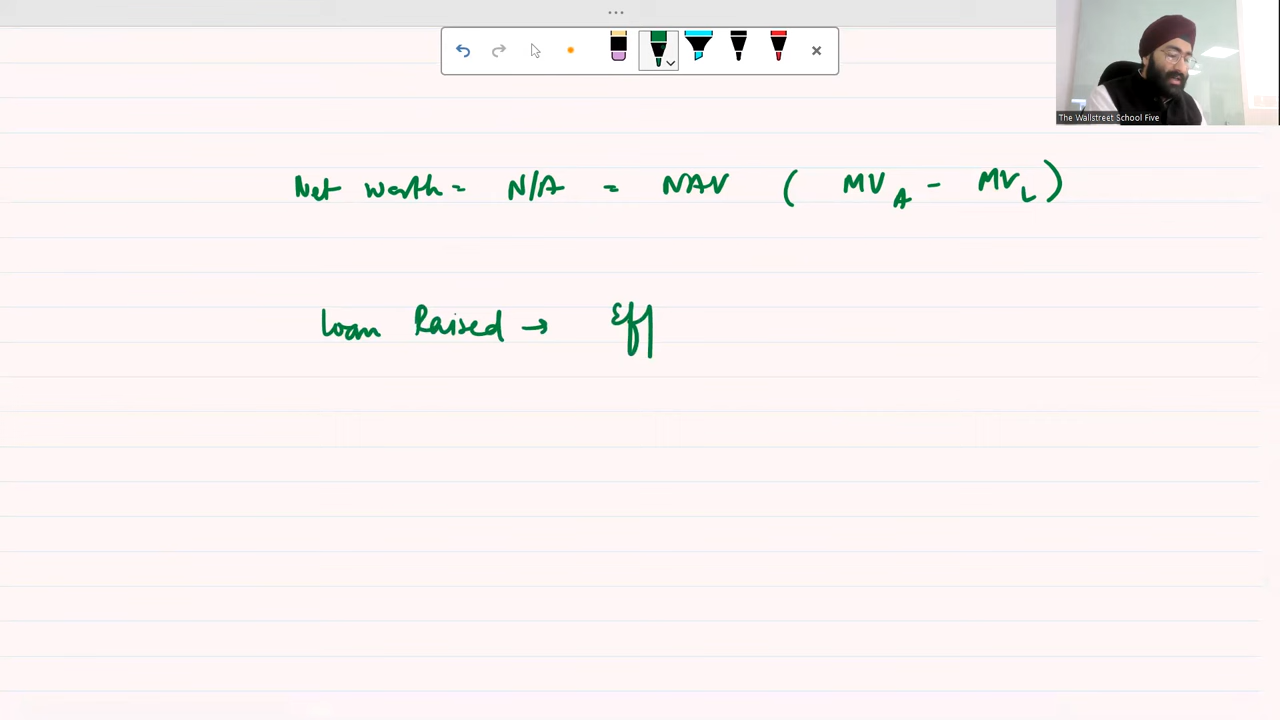 The Wallstreet School Five
Net worth = N/A = NAV ( MV_A - MV_L )
Loan Raised → Eff